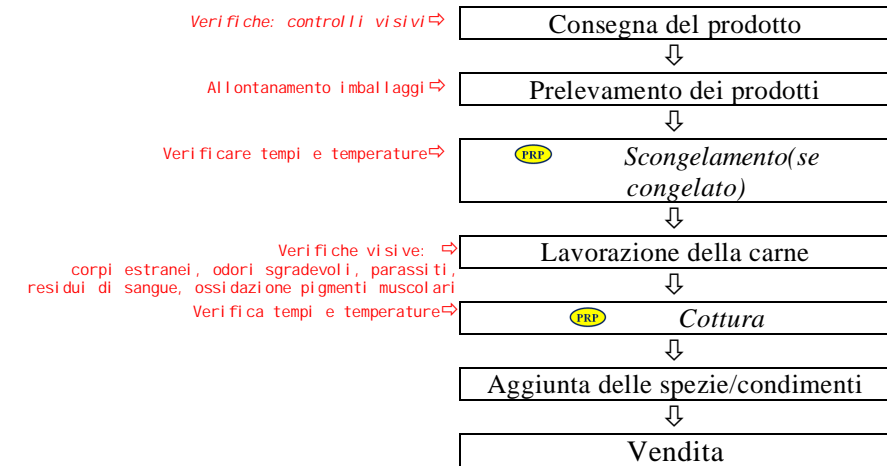 Verifiche: controlli visivi⇨ Consegna del prodotto
Allontanamento imballaggi⇨ Prelevamento dei prodotti
Verificare tempi e temperature⇨ PRP Scongelamento(se
congelato)
Verifiche visive: ⇨ Lavorazione della carne
corpi estranei, odori sgradevoli, parassiti,
residui di sangue, ossidazione pigmenti muscolari
Verifica tempi e temperature⇨ PRP Cottura
Aggiunta delle spezie/condimenti
Vendita